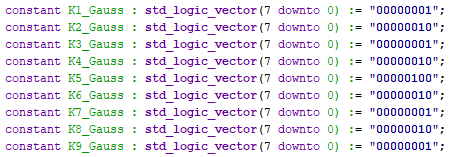 constant K1_Gauss : std_logic_vector(7 downto 0) := "00000001";
constant K2_Gauss : std_logic_vector(7 downto 0) := "00000010";
constant K3_Gauss : std_logic_vector(7 downto 0) := "00000001";
constant K4_Gauss : std_logic_vector(7 downto 0) := "00000010";
constant K5_Gauss : std_logic_vector(7 downto 0) := "00000100";
constant K6_Gauss : std_logic_vector(7 downto 0) := "00000010";
constant K7_Gauss : std_logic_vector(7 downto 0) := "00000001";
constant K8_Gauss : std_logic_vector(7 downto 0) := "00000010";
constant K9_Gauss : std_logic_vector(7 downto 0) := "00000001";